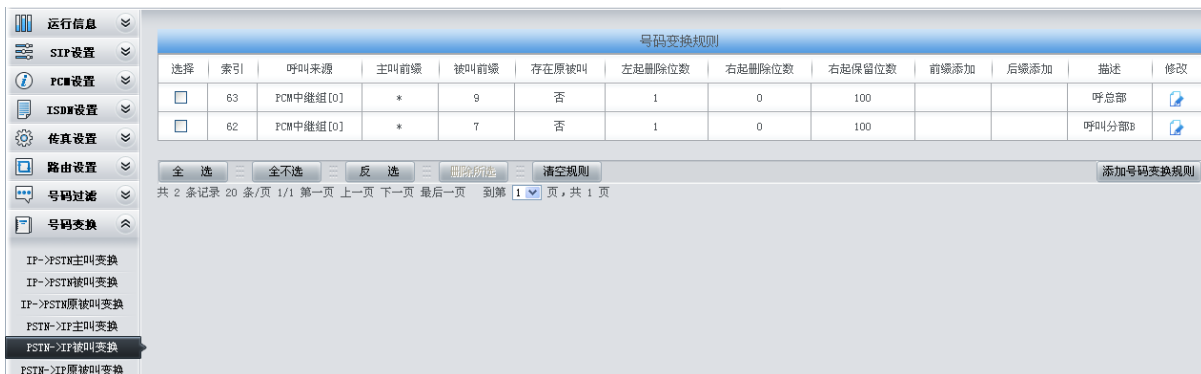 运行信息
SIP设置
PCM设置
ISDN设置
传真设置
路由设置
号码过滤
号码变换
IP->PSTN主叫变换
IP->PSTN被叫变换
IP->PSTN原被叫变换
PSTN->IP主叫变换
PSTN->IP被叫变换
PSTN->IP原被叫变换
号码变换规则
选择 索引 呼叫来源 主叫前缀 被叫前缀 存在原被叫 左起删除位数 右起删除位数 右起保留位数 前缀添加 后缀添加 描述 修改
63 PCM中继组[0] * 9 否 1 0 100 呼总部
62 PCM中继组[0] * 7 否 1 0 100 呼叫分部B
全 选 全不选 反 选 删除所选 清空规则 添加号码变换规则
共 2 条记录 20 条/页 1/1 第一页 上一页 下一页 最后一页 到第 1 页，共 1 页